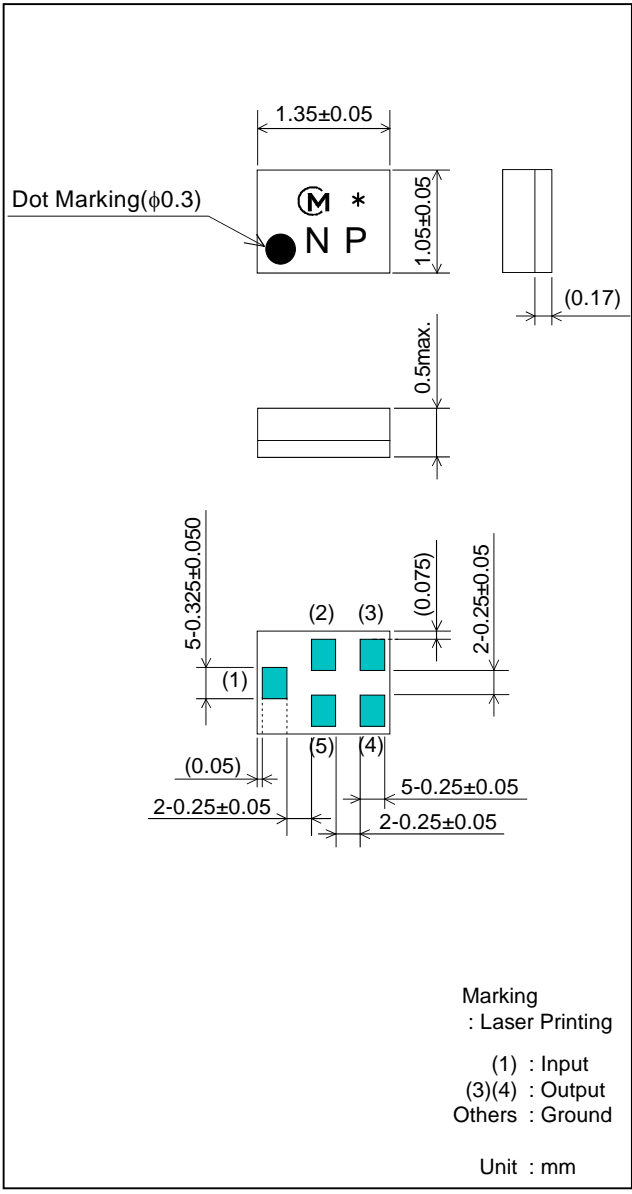 1.35±0.05
Dot Marking(ϕ0.3)
M *
N P
1.05±0.05
(0.17)
0.5max.
5-0.325±0.050
(0.075)
2-0.25±0.05
(2) (3)
(1)
(5) (4)
(0.05)
5-0.25±0.05
2-0.25±0.05
2-0.25±0.05
Marking
: Laser Printing
(1) : Input
(3)(4) : Output
Others : Ground
Unit : mm